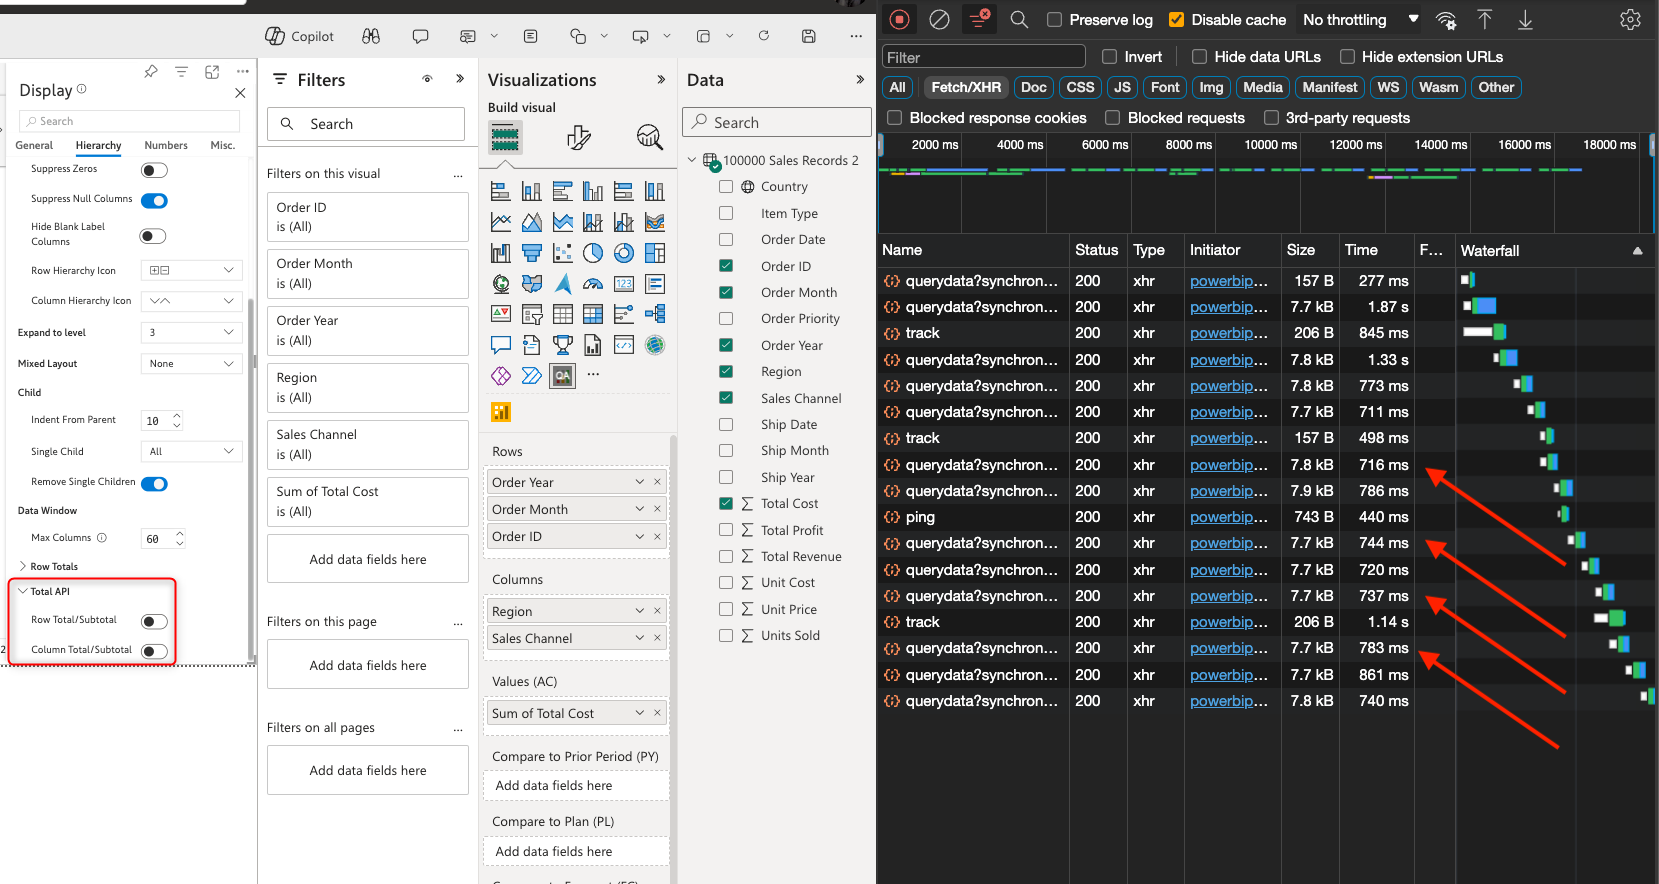 Copilot
Display
Search
General Hierarchy Numbers Misc.
Suppress Zeros
Suppress Null Columns
Hide Blank Label
Columns
Row Hierarchy Icon
Column Hierarchy Icon
Expand to level 3
Mixed Layout None
Child
Indent From Parent 10
Single Child All
Remove Single Children
Data Window
Max Columns 60
Row Totals
Total API
Row Total/Subtotal
Column Total/Subtotal
2
Filters
Search
Filters on this visual ...
Order ID
is (All)
Order Month
is (All)
Order Year
is (All)
Region
is (All)
Sales Channel
is (All)
Sum of Total Cost
is (All)
Add data fields here
Filters on this page ...
Add data fields here
Filters on all pages ...
Add data fields here
Visualizations
Build visual
123
QA
...
Rows
Order Year
Order Month
Order ID
Columns
Region
Sales Channel
Values (AC)
Sum of Total Cost
Compare to Prior Period (PY)
Add data fields here
Compare to Plan (PL)
Add data fields here
Data
Search
100000 Sales Records 2
Country
Item Type
Order Date
Order ID
Order Month
Order Priority
Order Year
Region
Sales Channel
Ship Date
Ship Month
Ship Year
Total Cost
Total Profit
Total Revenue
Unit Cost
Unit Price
Units Sold
Preserve log Disable cache No throttling
Filter Invert Hide data URLs Hide extension URLs
All Fetch/XHR Doc CSS JS Font Img Media Manifest WS Wasm Other
Blocked response cookies Blocked requests 3rd-party requests
2000 ms 4000 ms 6000 ms 8000 ms 10000 ms 12000 ms 14000 ms 16000 ms 18000 ms
Name Status Type Initiator Size Time F... Waterfall
querydata?synchron... 200 xhr powerbip... 157 B 277 ms
querydata?synchron... 200 xhr powerbip... 7.7 kB 1.87 s
track 200 xhr powerbip... 206 B 845 ms
querydata?synchron... 200 xhr powerbip... 7.8 kB 1.33 s
querydata?synchron... 200 xhr powerbip... 7.8 kB 773 ms
querydata?synchron... 200 xhr powerbip... 7.7 kB 711 ms
track 200 xhr powerbip... 157 B 498 ms
querydata?synchron... 200 xhr powerbip... 7.8 kB 716 ms
querydata?synchron... 200 xhr powerbip... 7.9 kB 786 ms
ping 200 xhr powerbip... 743 B 440 ms
querydata?synchron... 200 xhr powerbip... 7.7 kB 744 ms
querydata?synchron... 200 xhr powerbip... 7.7 kB 720 ms
querydata?synchron... 200 xhr powerbip... 7.7 kB 737 ms
track 200 xhr powerbip... 206 B 1.14 s
querydata?synchron... 200 xhr powerbip... 7.7 kB 783 ms
querydata?synchron... 200 xhr powerbip... 7.7 kB 861 ms
querydata?synchron... 200 xhr powerbip... 7.8 kB 740 ms